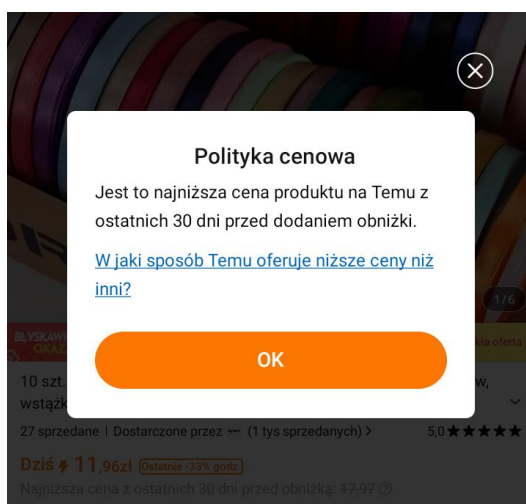 Polityka cenowa
Jest to najniższa cena produktu na Temu z
ostatnich 30 dni przed dodaniem obniżki.
W jaki sposób Temu oferuje niższe ceny niż
inni?
1/6
OK
10 szt.
wstążk
27 sprzedane | Dostarczone przez (1 tys sprzedanych) >
5,0 ★★★★★
Dziś 11,96zł Ostatnie -33% godz.
Najniższa cena z ostatnich 30 dni przed obniżką: 17,97